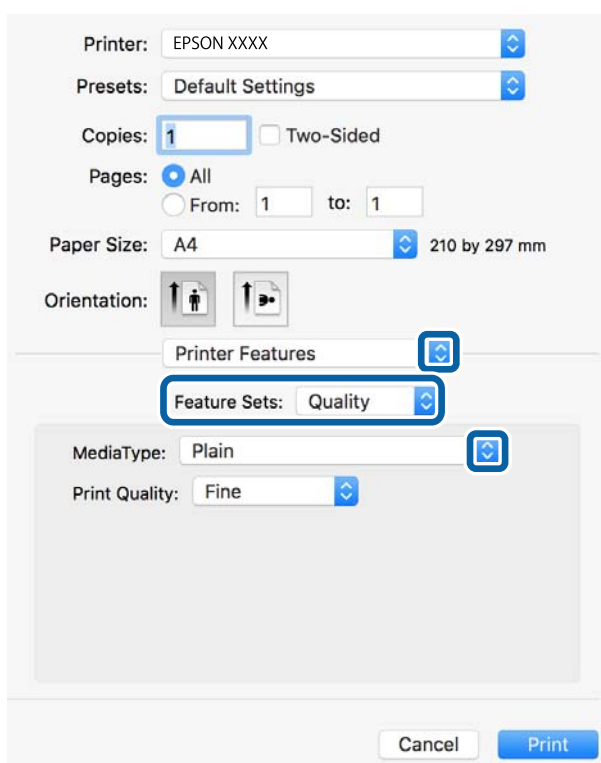 Printer: EPSON XXXX
Presets: Default Settings
Copies: 1 Two-Sided
Pages: All
From: 1 to: 1
Paper Size: A4 210 by 297 mm
Orientation:
Printer Features
Feature Sets: Quality
MediaType: Plain
Print Quality: Fine
Cancel Print